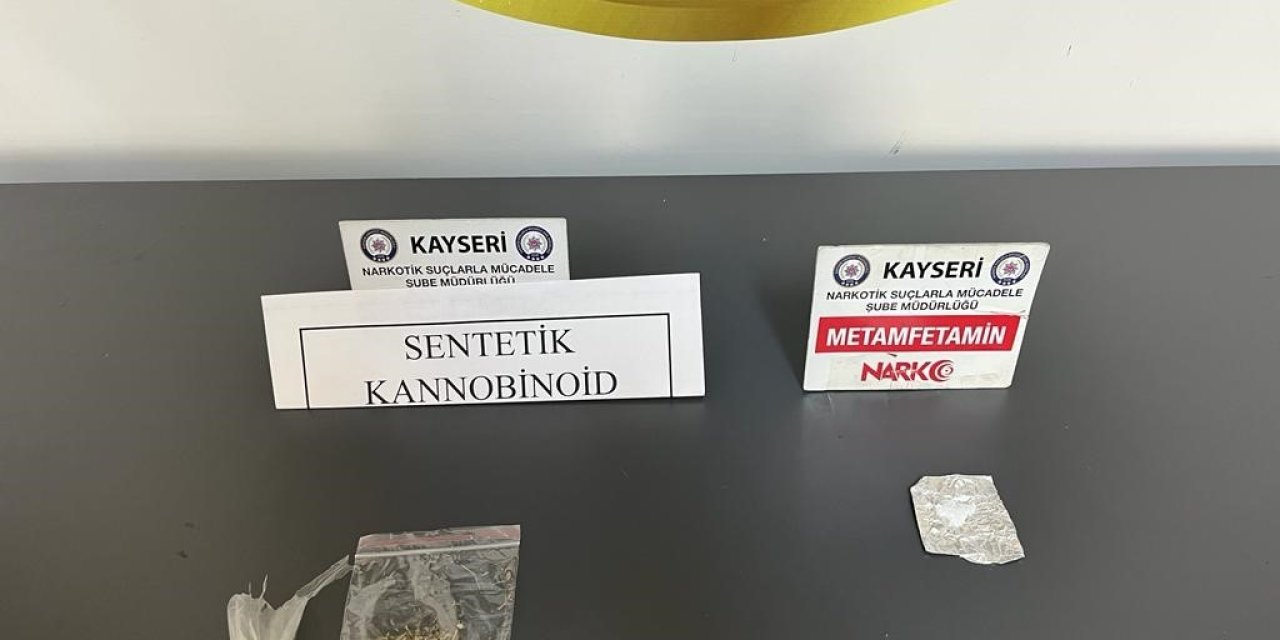 KAYSERİ
NARKOTİK SUÇLARLA MÜCADELE
ŞUBE MÜDÜRLÜĞÜ
SENTETİK
KANNOBİNOİD
KAYSERİ
NARKOTİK SUÇLARLA MÜCADELE
ŞUBE MÜDÜRLÜĞÜ
METAMFETAMİN
NARKO